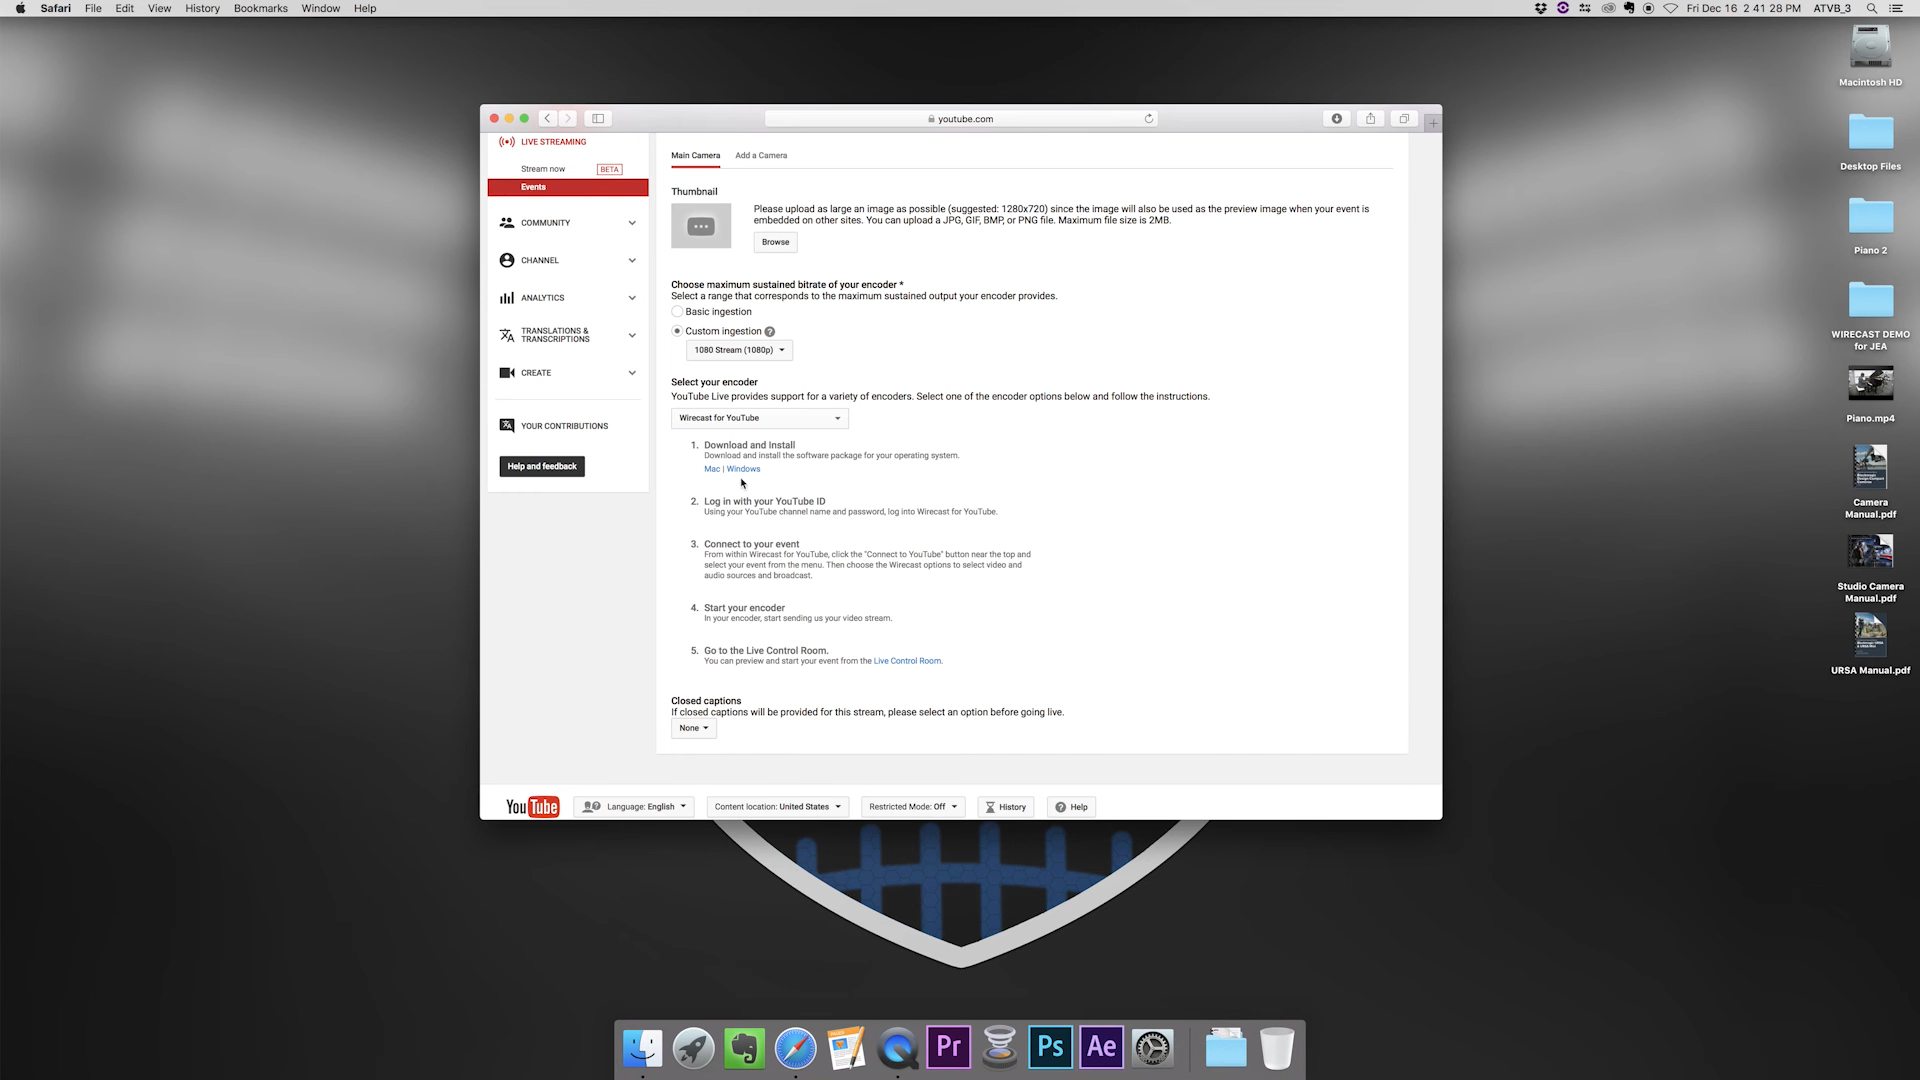 Safari File Edit View History Bookmarks Window Help
Fri Dec 16 2 41 28 PM ATVB_3
Macintosh HD
Desktop Files
Piano 2
WIRECAST DEMO
for JEA
Piano.mp4
Camera
Manual.pdf
Studio Camera
Manual.pdf
URSA Manual.pdf
youtube.com
LIVE STREAMING
Stream now BETA
Events
COMMUNITY
CHANNEL
ANALYTICS
TRANSLATIONS &
TRANSCRIPTIONS
CREATE
YOUR CONTRIBUTIONS
Help and feedback
Main Camera Add a Camera
Thumbnail
Please upload as large an image as possible (suggested: 1280x720) since the image will also be used as the preview image when your event is
embedded on other sites. You can upload a JPG, GIF, BMP, or PNG file. Maximum file size is 2MB.
Browse
Choose maximum sustained bitrate of your encoder *
Select a range that corresponds to the maximum sustained output your encoder provides.
Basic ingestion
Custom ingestion ?
1080 Stream (1080p)
Select your encoder
YouTube Live provides support for a variety of encoders. Select one of the encoder options below and follow the instructions.
Wirecast for YouTube
1. Download and Install
Download and install the software package for your operating system.
Mac | Windows
2. Log in with your YouTube ID
Using your YouTube channel name and password, log into Wirecast for YouTube.
3. Connect to your event
From within Wirecast for YouTube, click the "Connect to YouTube" button near the top and
select your event from the menu. Then choose the Wirecast options to select video and
audio sources and broadcast.
4. Start your encoder
In your encoder, start sending us your video stream.
5. Go to the Live Control Room.
You can preview and start your event from the Live Control Room.
Closed captions
If closed captions will be provided for this stream, please select an option before going live.
None
YouTube Language: English Content location: United States Restricted Mode: Off History ? Help
Pr Ps Ae